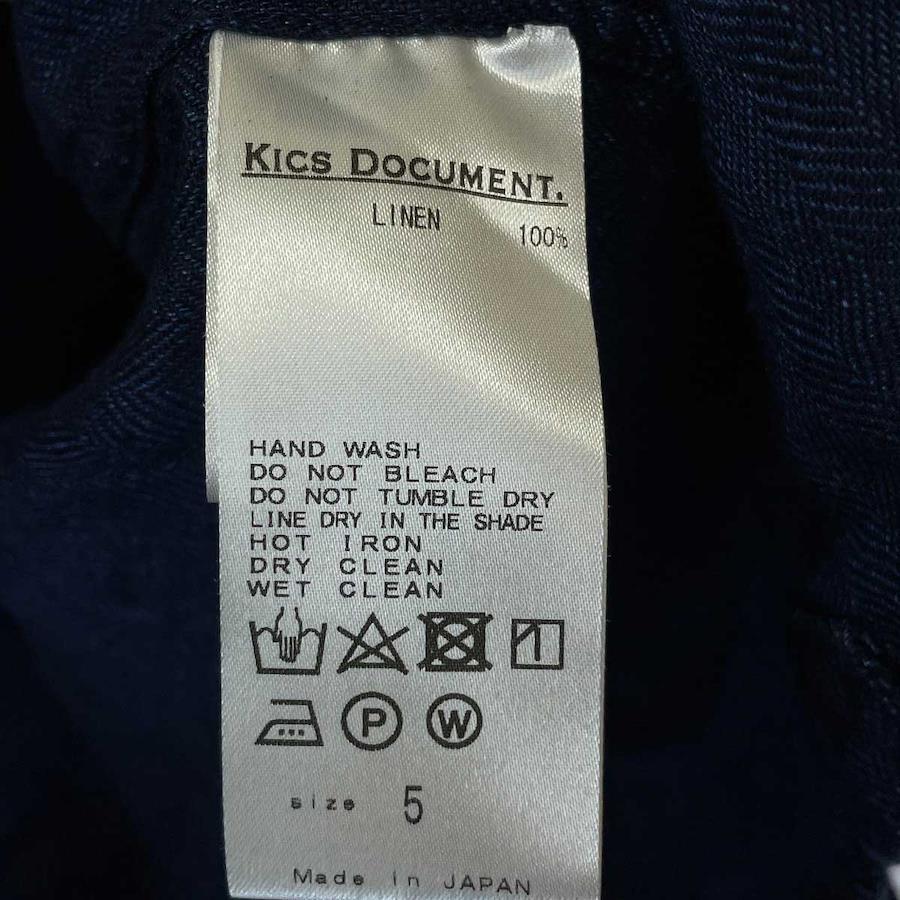 KICS DOCUMENT.
LINEN 100%
HAND WASH
DO NOT BLEACH
DO NOT TUMBLE DRY
LINE DRY IN THE SHADE
HOT IRON
DRY CLEAN
WET CLEAN
P W
size 5
Made in JAPAN